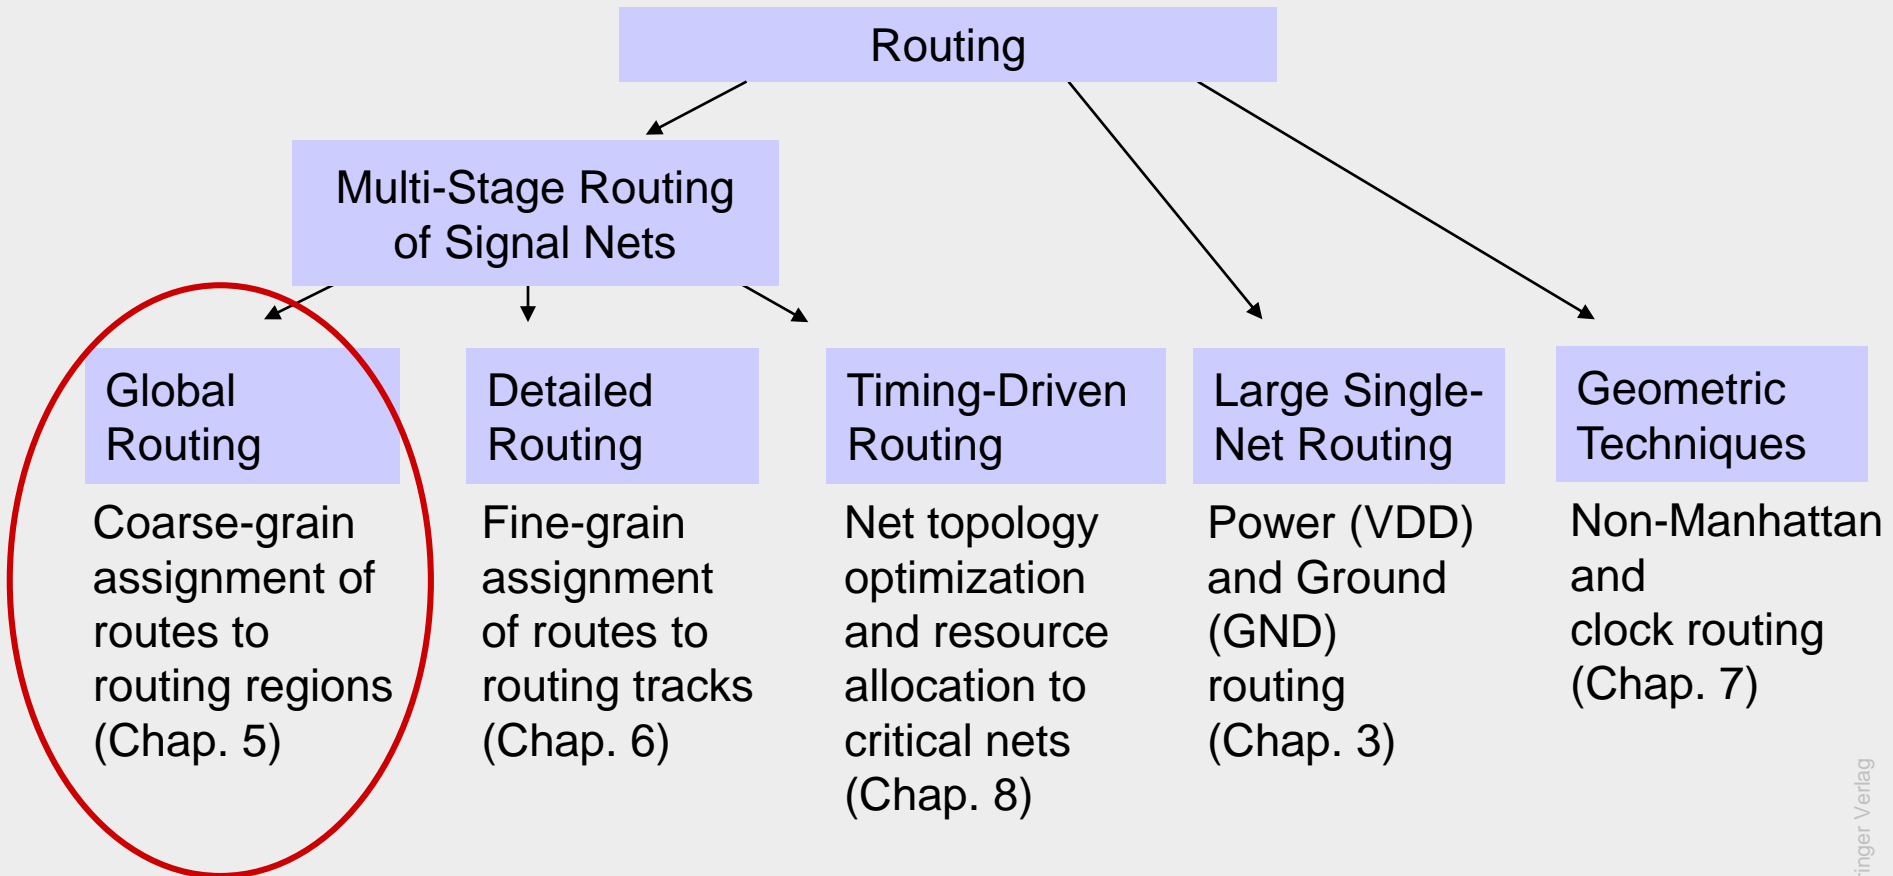 Routing
Multi-Stage Routing
of Signal Nets
Global
Routing
Coarse-grain
assignment of
routes to
routing regions
(Chap. 5)
Detailed
Routing
Fine-grain
assignment
of routes to
routing tracks
(Chap. 6)
Timing-Driven
Routing
Net topology
optimization
and resource
allocation to
critical nets
(Chap. 8)
Large Single-
Net Routing
Power (VDD)
and Ground
(GND)
routing
(Chap. 3)
Geometric
Techniques
Non-Manhattan
and
clock routing
(Chap. 7)
Verlag